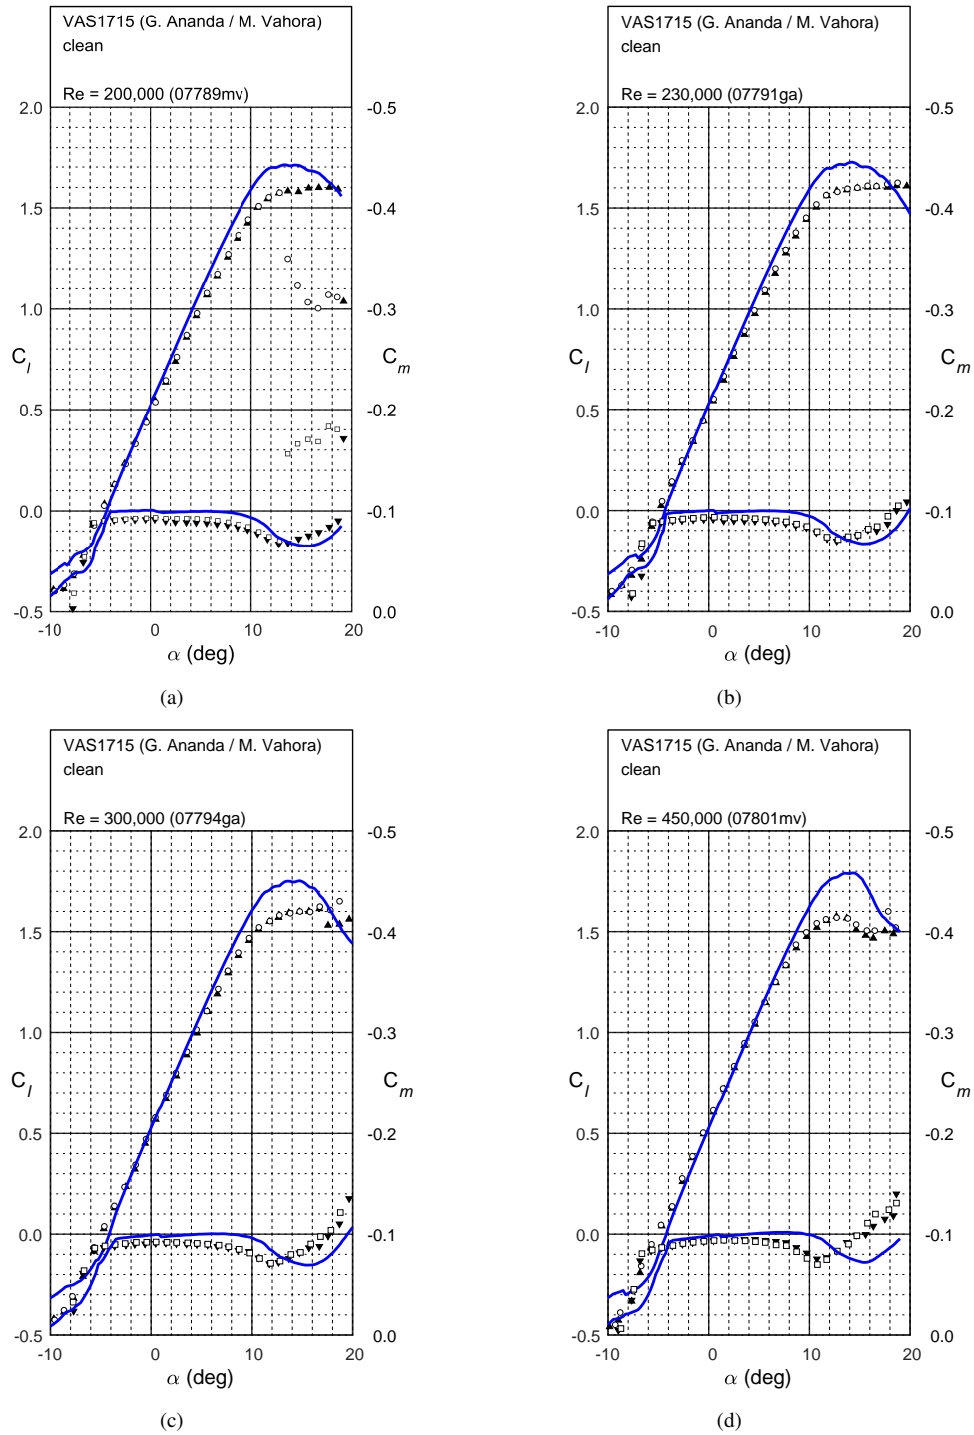 VAS1715 (G. Ananda / M. Vahora)
clean
Re = 200,000 (07789mv)
2.0
1.5
1.0
0.5
0.0
-0.5
C_l
-0.5
-0.4
-0.3
-0.2
-0.1
0.0
C_m
-10
0
10
20
α (deg)
(a)
VAS1715 (G. Ananda / M. Vahora)
clean
Re = 230,000 (07791ga)
2.0
1.5
1.0
0.5
0.0
-0.5
C_l
-0.5
-0.4
-0.3
-0.2
-0.1
0.0
C_m
-10
0
10
20
α (deg)
(b)
VAS1715 (G. Ananda / M. Vahora)
clean
Re = 300,000 (07794ga)
2.0
1.5
1.0
0.5
0.0
-0.5
C_l
-0.5
-0.4
-0.3
-0.2
-0.1
0.0
C_m
-10
0
10
20
α (deg)
(c)
VAS1715 (G. Ananda / M. Vahora)
clean
Re = 450,000 (07801mv)
2.0
1.5
1.0
0.5
0.0
-0.5
C_l
-0.5
-0.4
-0.3
-0.2
-0.1
0.0
C_m
-10
0
10
20
α (deg)
(d)